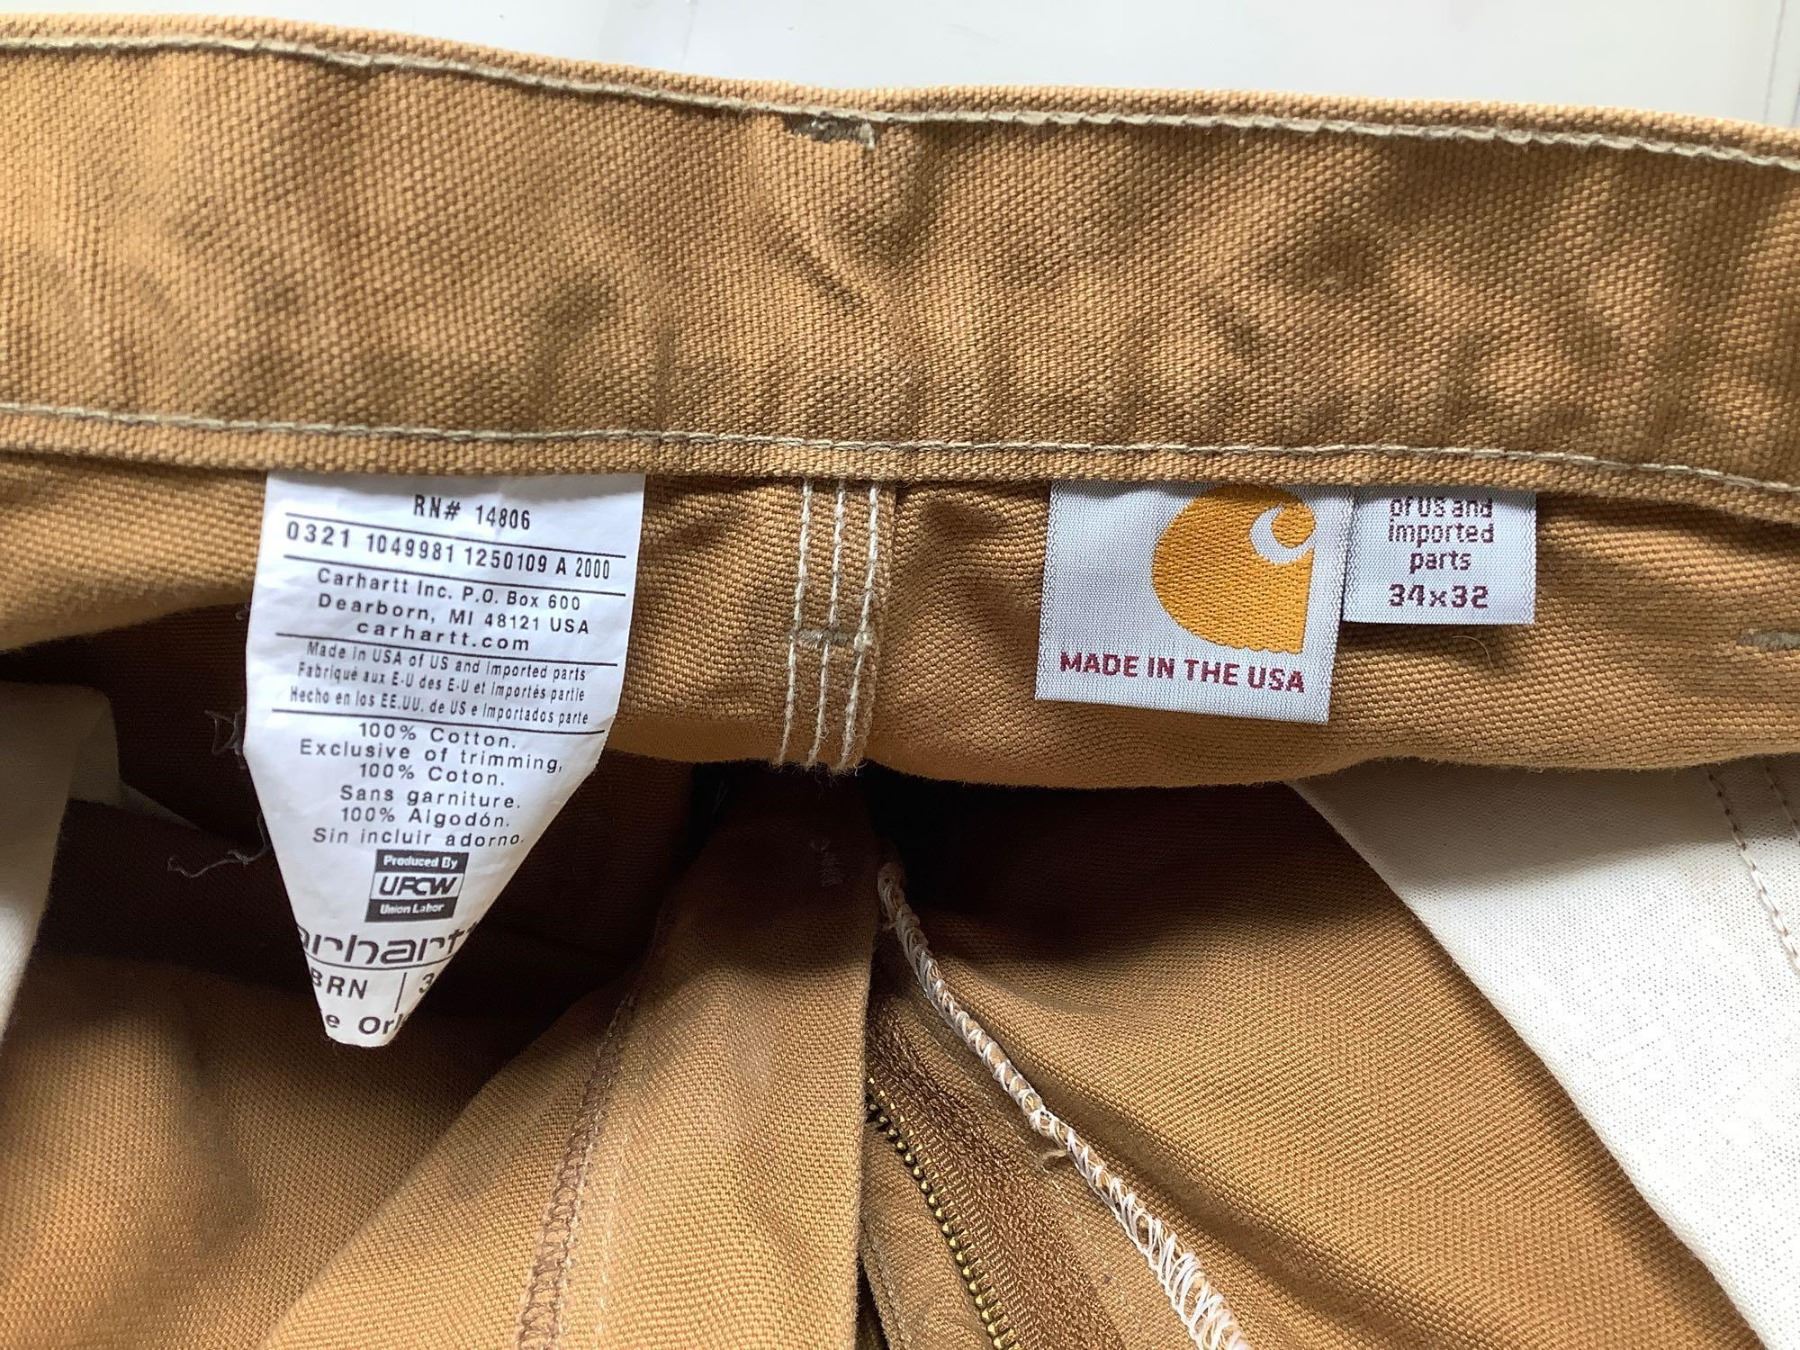 RN# 14806
0321 1049981 1250109 A 2000
Carhartt Inc. P.O. Box 600
Dearborn, MI 48121 USA
carhartt.com
Made in USA of US and imported parts
Fabriqué aux E-U des E-U et importés partie
Hecho en los EE.UU. de US e importados parte
100% Cotton.
Exclusive of trimming,
100% Coton.
Sans garniture.
100% Algodón.
Sin incluir adorno.
Produced By
UFCW
Union Labor
arhartt
BRN | 3
e Ori
MADE IN THE USA
of US and
imported
parts
34x32